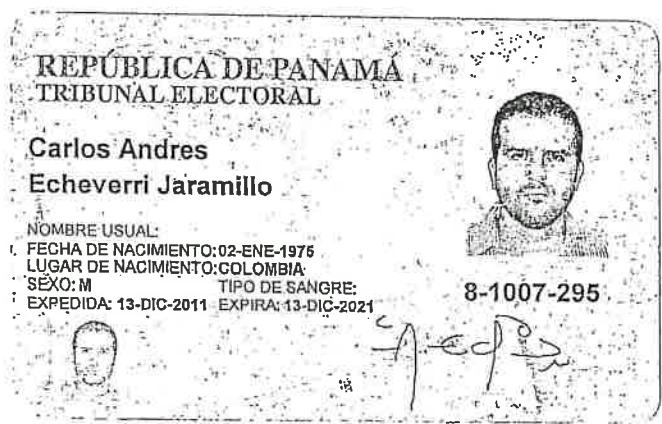 REPÚBLICA DE PANAMÁ
TRIBUNAL ELECTORAL
Carlos Andres
Echeverri Jaramillo
NOMBRE USUAL:
FECHA DE NACIMIENTO: 02-ENE-1975
LUGAR DE NACIMIENTO: COLOMBIA
SEXO: M TIPO DE SANGRE:
EXPEDIDA: 13-DIC-2011 EXPIRA: 13-DIC-2021
8-1007-295